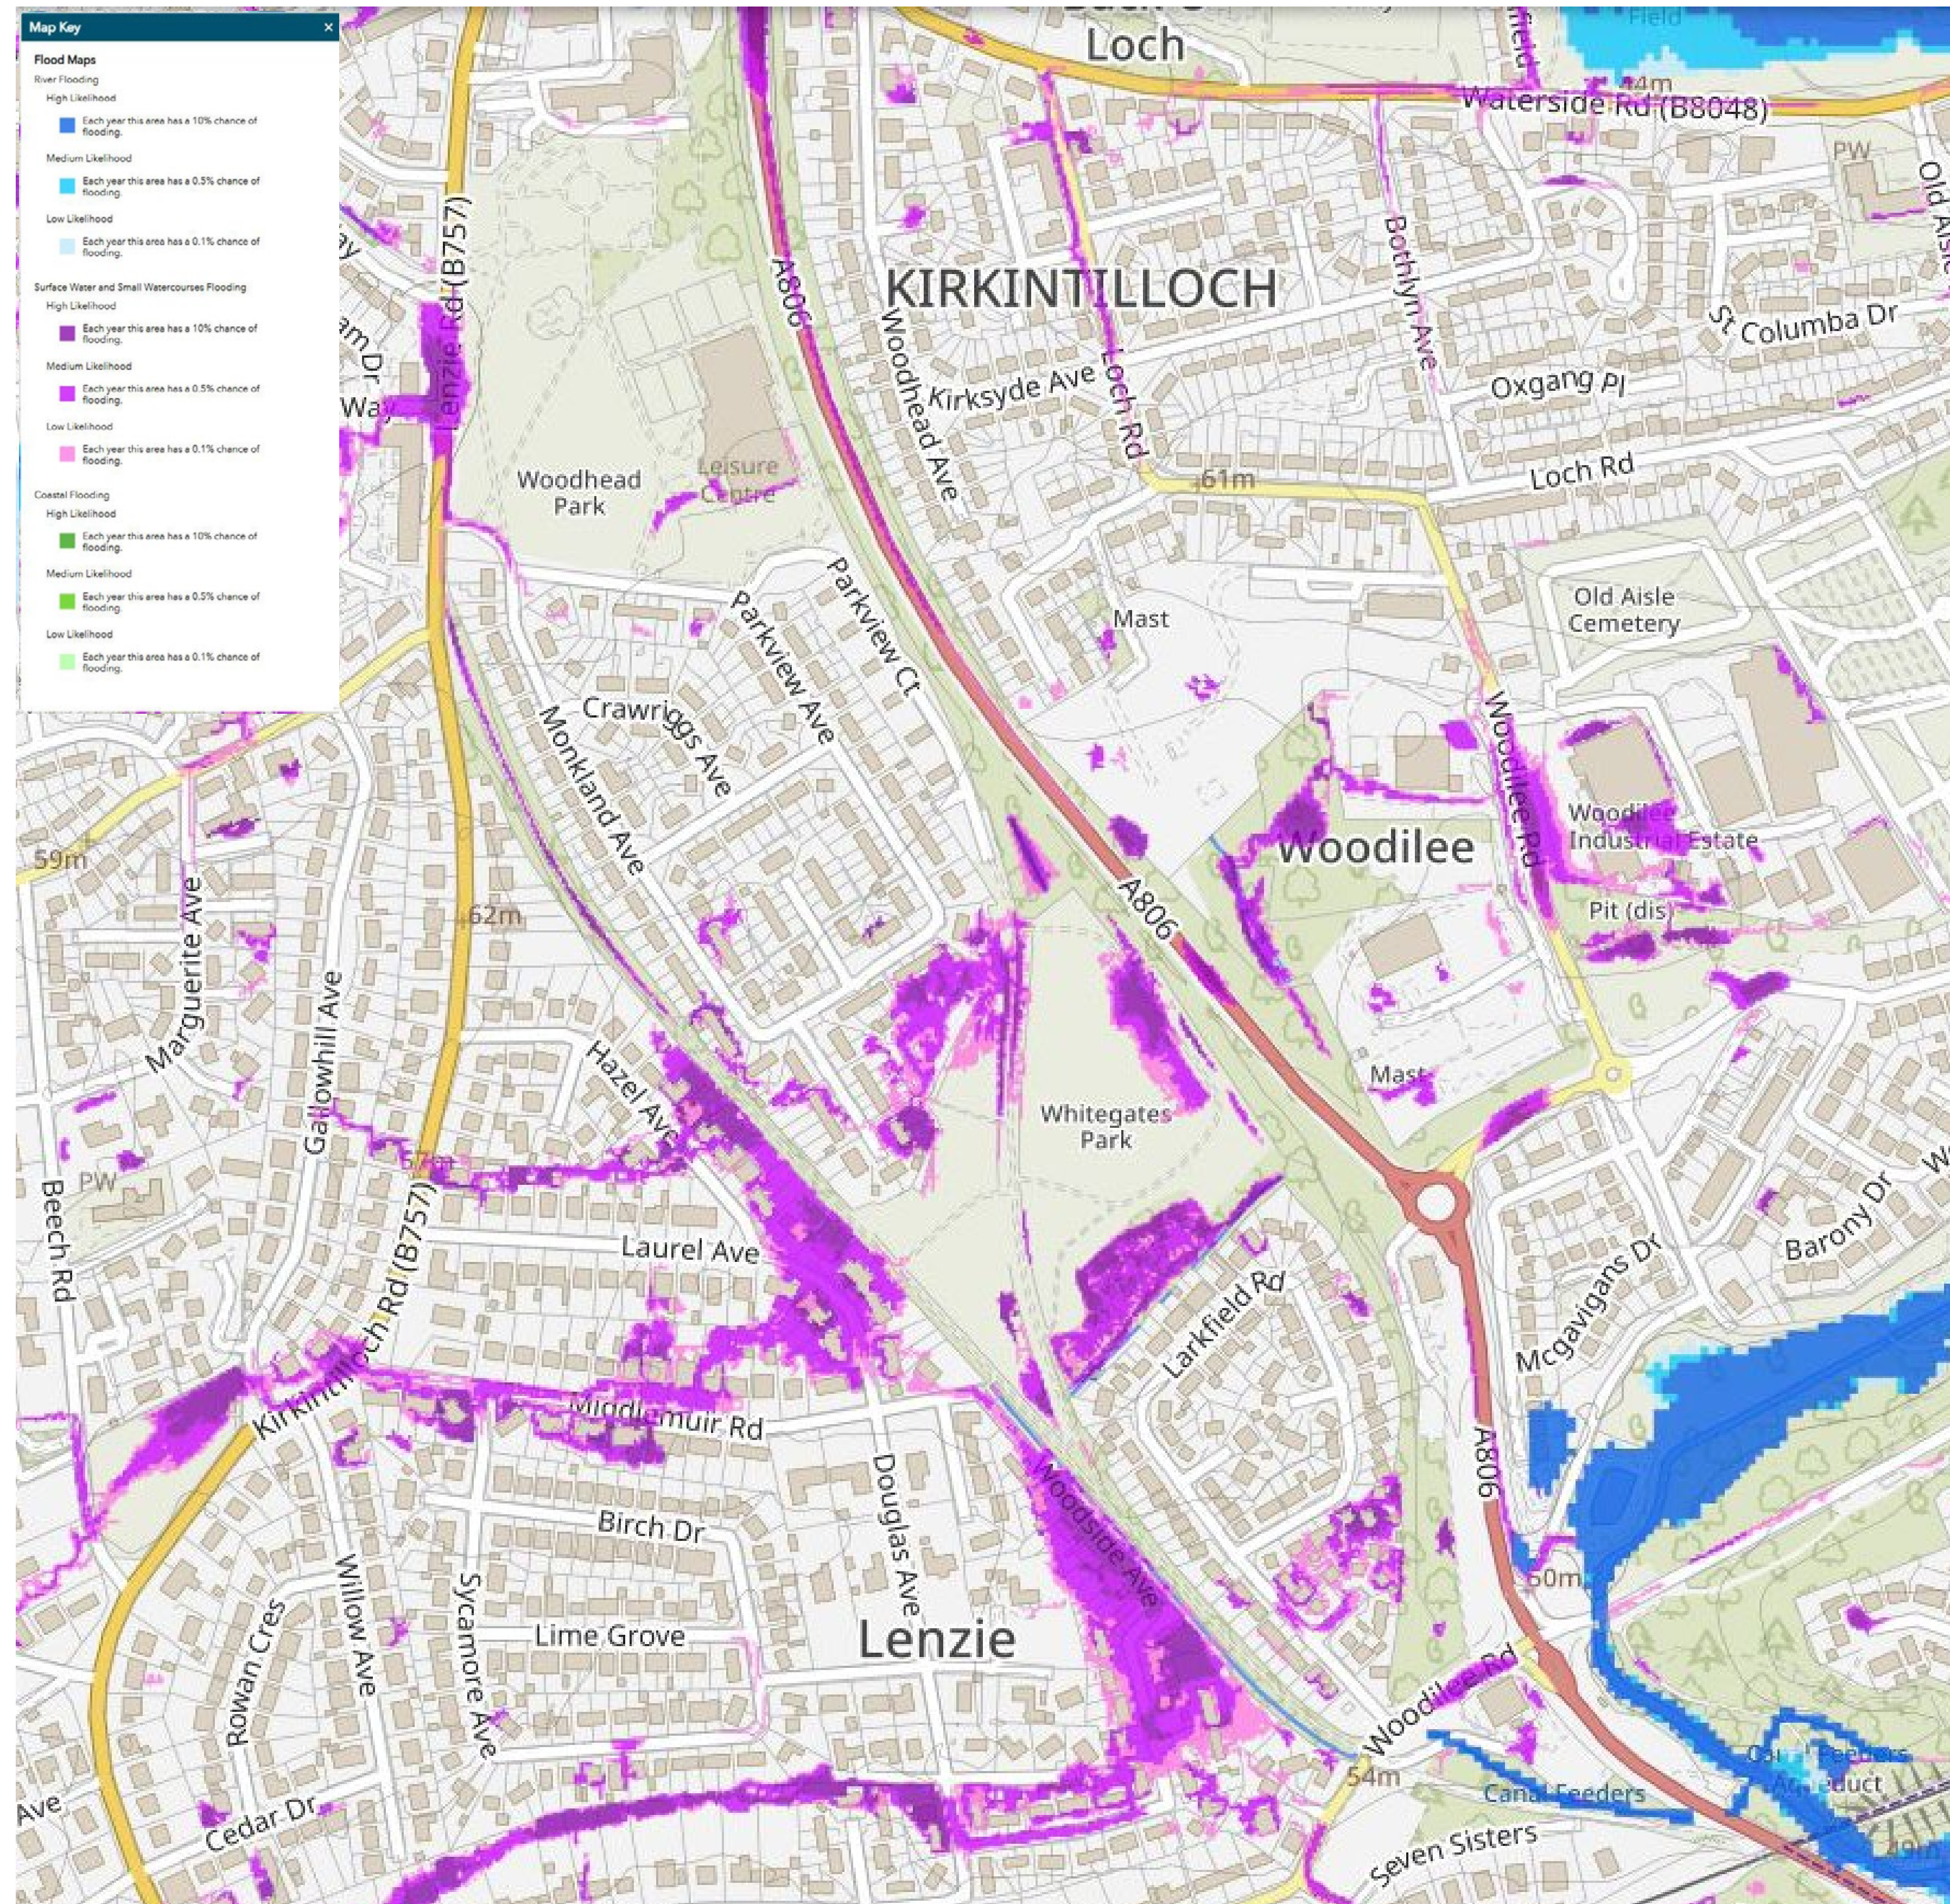 Map Key ×
Flood Maps
River Flooding
High Likelihood
Each year this area has a 10% chance of
flooding.
Medium Likelihood
Each year this area has a 0.5% chance of
flooding.
Low Likelihood
Each year this area has a 0.1% chance of
flooding.
Surface Water and Small Watercourses Flooding
High Likelihood
Each year this area has a 10% chance of
flooding.
Medium Likelihood
Each year this area has a 0.5% chance of
flooding.
Low Likelihood
Each year this area has a 0.1% chance of
flooding.
Coastal Flooding
High Likelihood
Each year this area has a 10% chance of
flooding.
Medium Likelihood
Each year this area has a 0.5% chance of
flooding.
Low Likelihood
Each year this area has a 0.1% chance of
flooding.
Loch
Field
44m
Waterside Rd (B8048)
PW
Lenzie Rd (B757)
A806
KIRKINTILLOCH
Bothlyn Ave
St Columba Dr
Woodhead Ave
Kirksyde Ave
Loch Rd
Oxgang Pl
Way
Woodhead
Park
Leisure
Centre
61m
Loch Rd
Mast
Old Aisle
Cemetery
Parkview Ct
Parkview Ave
Crawriggs Ave
Monkland Ave
Woodilee Rd
Woodilee
Industrial Estate
Woodilee
59m
62m
A806
Pit (dis)
Marguerite Ave
Gallowhill Ave
Hazel Ave
Mast
Whitegates
Park
57m
PW
Beech Rd
Laurel Ave
Larkfield Rd
Barony Dr
Mcgavigans Dr
Kirkintilloch Rd (B757)
Middlemuir Rd
A806
Woodside Ave
Douglas Ave
Birch Dr
50m
Willow Ave
Sycamore Ave
Rowan Cres
Lime Grove
Lenzie
Woodilee Rd
54m
Canal Feeders
Aqueduct
Canal Feeders
Ave
Cedar Dr
Seven Sisters
49m